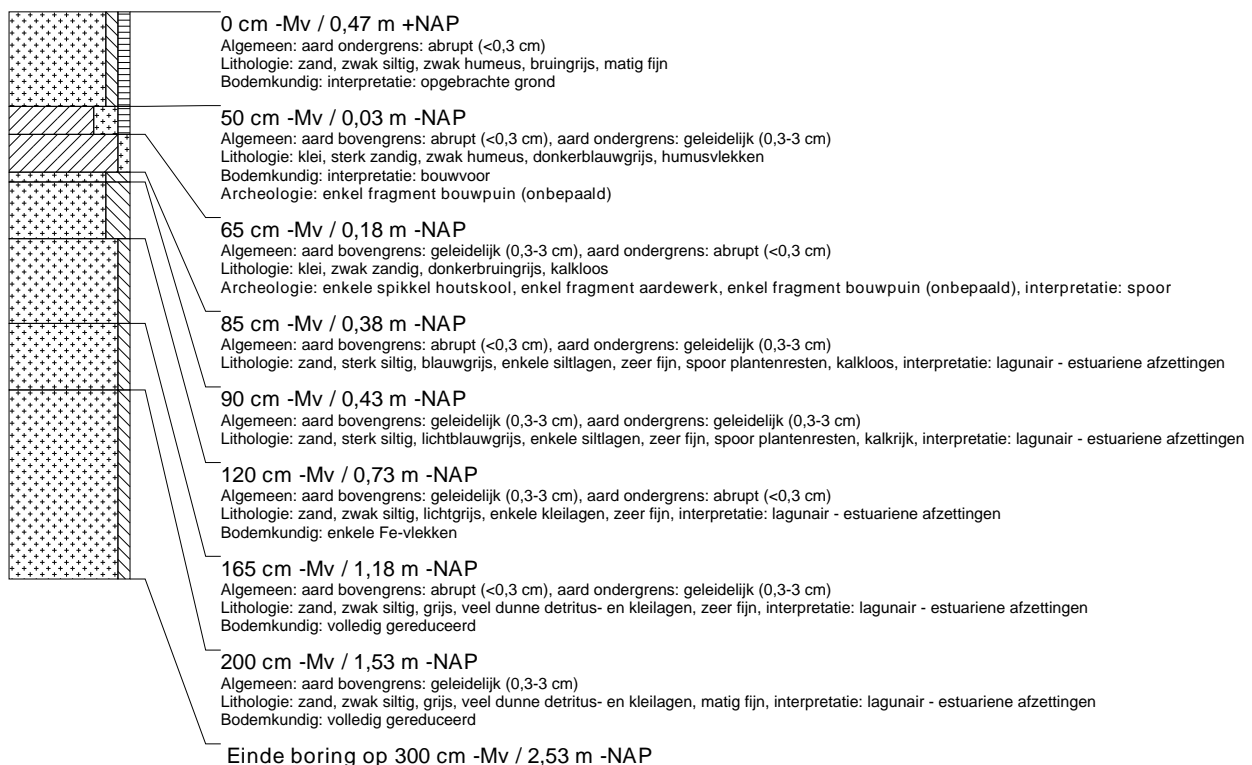 0 cm -Mv / 0,47 m +NAP
Algemeen: aard ondergrens: abrupt (<0,3 cm)
Lithologie: zand, zwak siltig, zwak humeus, bruingrijs, matig fijn
Bodemkundig: interpretatie: opgebrachte grond
50 cm -Mv / 0,03 m -NAP
Algemeen: aard bovengrens: abrupt (<0,3 cm), aard ondergrens: geleidelijk (0,3-3 cm)
Lithologie: klei, sterk zandig, zwak humeus, donkerblauwgrijs, humusvlekken
Bodemkundig: interpretatie: bouwvoor
Archeologie: enkel fragment bouwpuin (onbepaald)
65 cm -Mv / 0,18 m -NAP
Algemeen: aard bovengrens: geleidelijk (0,3-3 cm), aard ondergrens: abrupt (<0,3 cm)
Lithologie: klei, zwak zandig, donkerbruingrijs, kalkloos
Archeologie: enkele spikkel houtskool, enkel fragment aardewerk, enkel fragment bouwpuin (onbepaald), interpretatie: spoor
85 cm -Mv / 0,38 m -NAP
Algemeen: aard bovengrens: abrupt (<0,3 cm), aard ondergrens: geleidelijk (0,3-3 cm)
Lithologie: zand, sterk siltig, blauwgrijs, enkele siltlagen, zeer fijn, spoor plantenresten, kalkloos, interpretatie: lagunair - estuariene afzettingen
90 cm -Mv / 0,43 m -NAP
Algemeen: aard bovengrens: geleidelijk (0,3-3 cm), aard ondergrens: geleidelijk (0,3-3 cm)
Lithologie: zand, sterk siltig, lichtblauwgrijs, enkele siltlagen, zeer fijn, spoor plantenresten, kalkrijk, interpretatie: lagunair - estuariene afzettingen
120 cm -Mv / 0,73 m -NAP
Algemeen: aard bovengrens: geleidelijk (0,3-3 cm), aard ondergrens: abrupt (<0,3 cm)
Lithologie: zand, zwak siltig, lichtgrijs, enkele kleilagen, zeer fijn, interpretatie: lagunair - estuariene afzettingen
Bodemkundig: enkele Fe-vlekken
165 cm -Mv / 1,18 m -NAP
Algemeen: aard bovengrens: abrupt (<0,3 cm), aard ondergrens: geleidelijk (0,3-3 cm)
Lithologie: zand, zwak siltig, grijs, veel dunne detritus- en kleilagen, zeer fijn, interpretatie: lagunair - estuariene afzettingen
Bodemkundig: volledig gereduceerd
200 cm -Mv / 1,53 m -NAP
Algemeen: aard bovengrens: geleidelijk (0,3-3 cm)
Lithologie: zand, zwak siltig, grijs, veel dunne detritus- en kleilagen, matig fijn, interpretatie: lagunair - estuariene afzettingen
Bodemkundig: volledig gereduceerd
Einde boring op 300 cm -Mv / 2,53 m -NAP